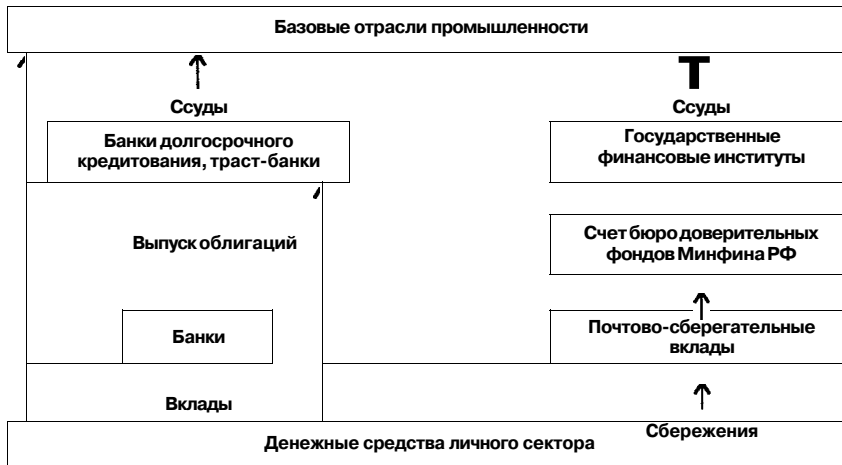 Базовые отрасли промышленности
Ссуды
Ссуды
Банки долгосрочного
кредитования, траст-банки
Государственные
финансовые институты
Выпуск облигаций
Счет бюро доверительных
фондов Минфина РФ
Банки
Почтово-сберегательные
вклады
Вклады
Сбережения
Денежные средства личного сектора